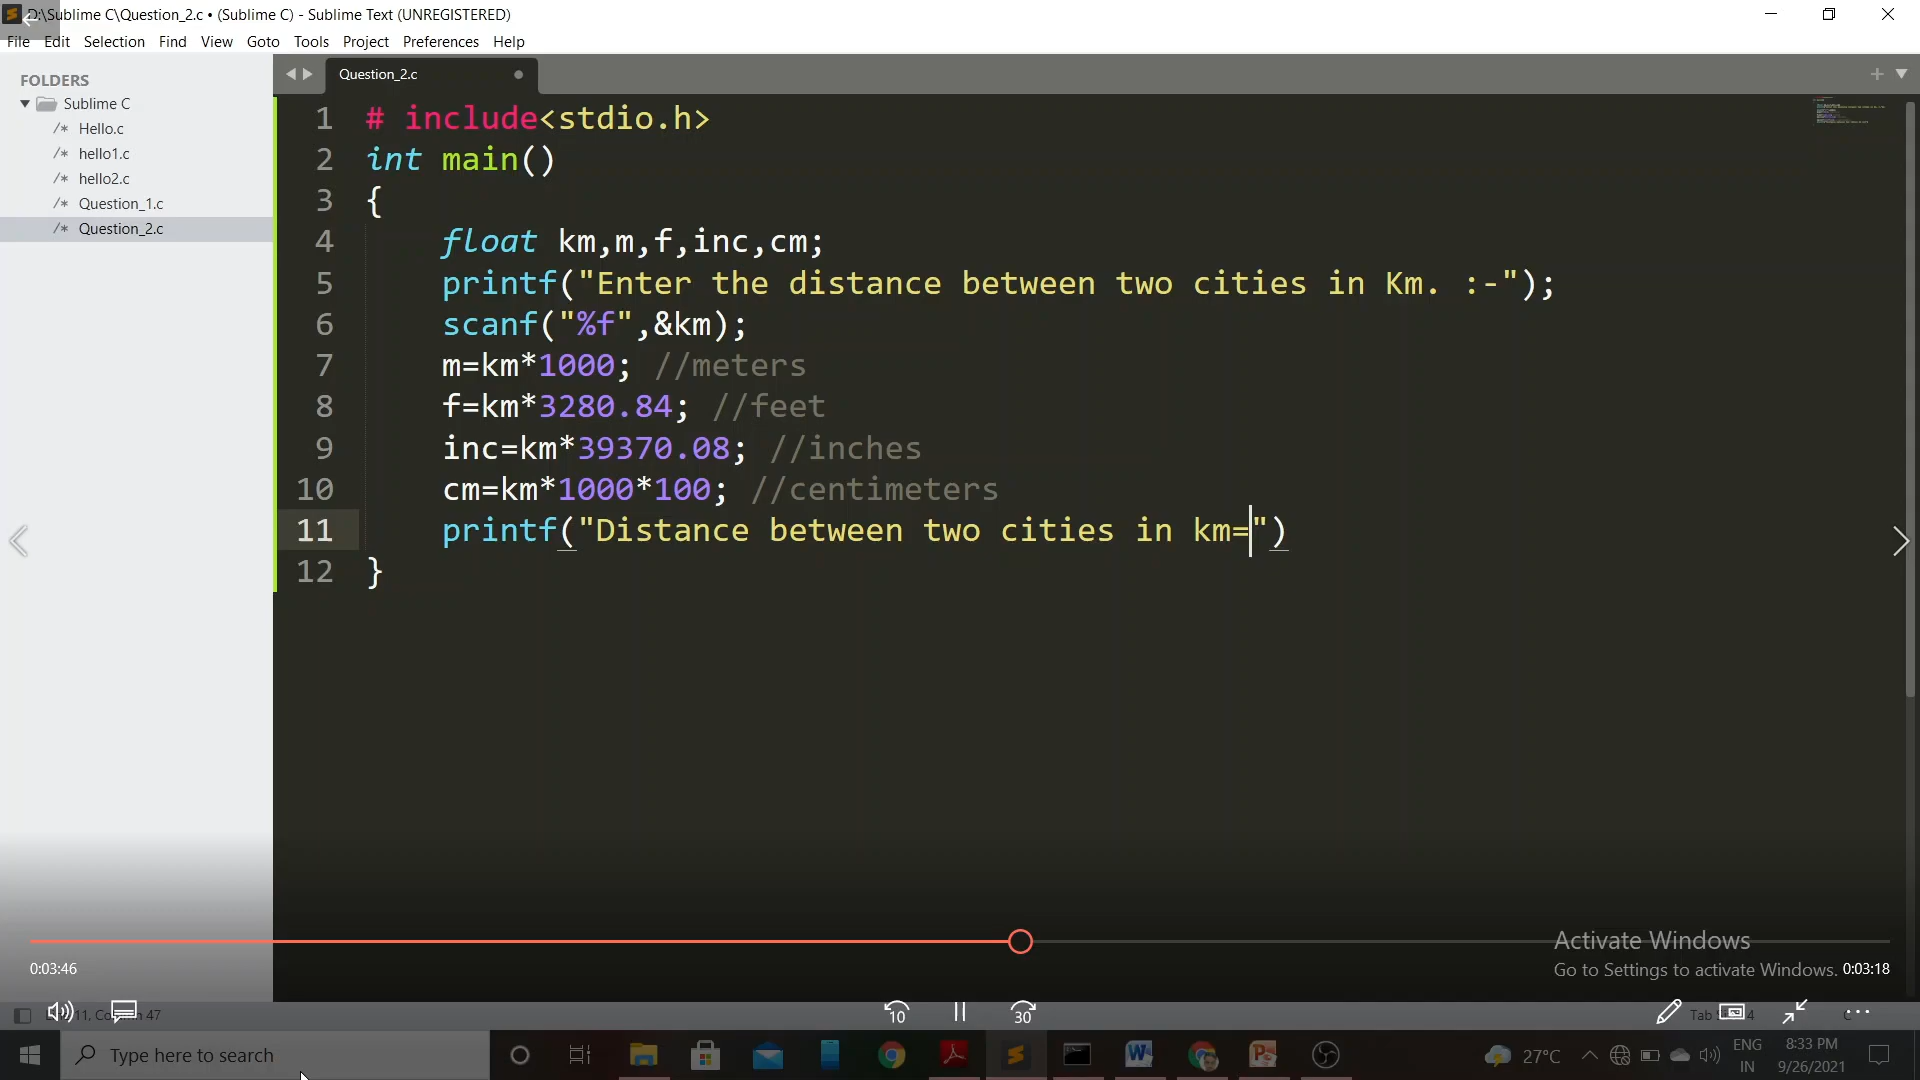 D:\Sublime C\Question_2.c • (Sublime C) - Sublime Text (UNREGISTERED)
File Edit Selection Find View Goto Tools Project Preferences Help
FOLDERS
Sublime C
/* Hello.c
/* hello1.c
/* hello2.c
/* Question_1.c
/* Question_2.c
Question_2.c
1 # include<stdio.h>
2 int main()
3 {
4 float km,m,f,inc,cm;
5 printf("Enter the distance between two cities in Km. :-");
6 scanf("%f",&km);
7 m=km*1000; //meters
8 f=km*3280.84; //feet
9 inc=km*39370.08; //inches
10 cm=km*1000*100; //centimeters
11 printf("Distance between two cities in km=")
12 }
Activate Windows
Go to Settings to activate Windows.
0:03:46
0:03:18
11, 47
10
30
Tab 4
Type here to search
27°C
ENG
IN
8:33 PM
9/26/2021